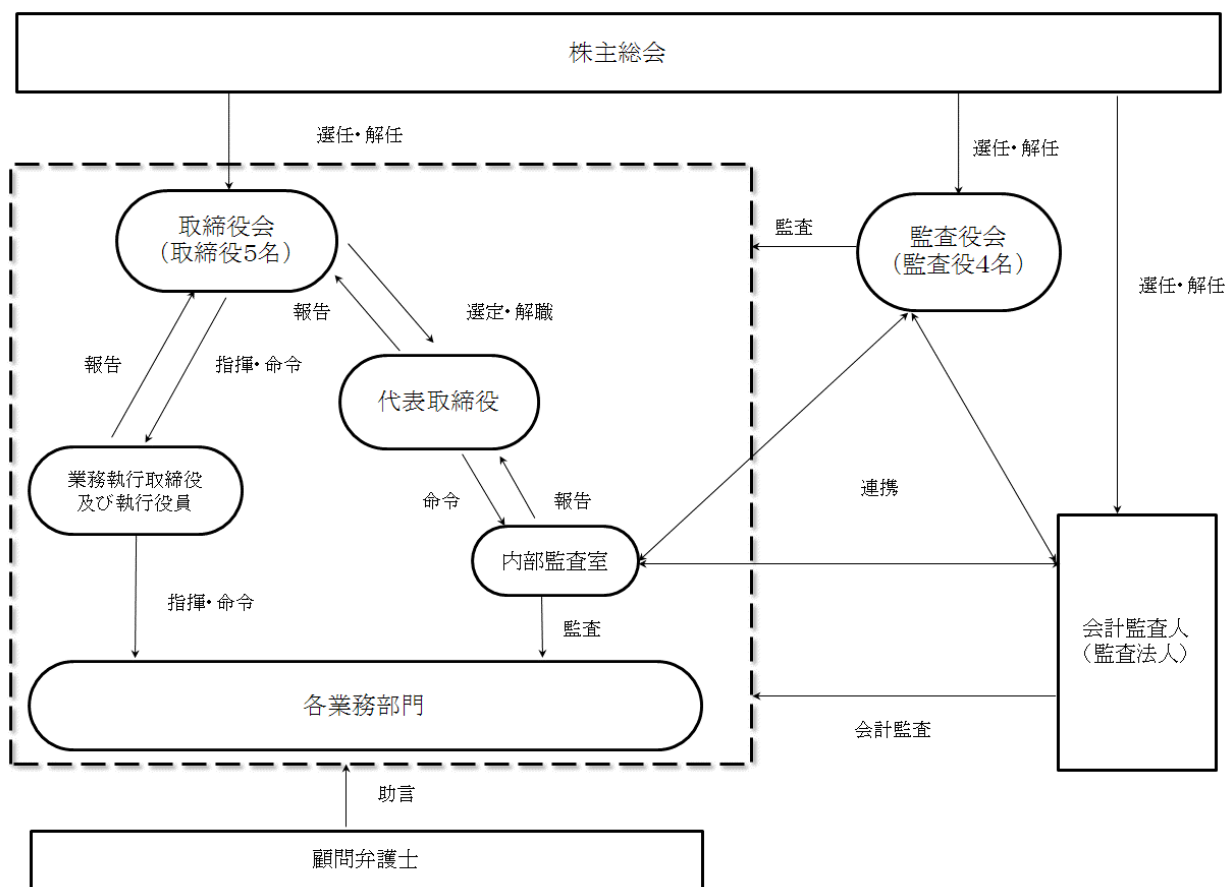 株主総会
選任・解任
選任・解任
選任・解任
取締役会
(取締役5名)
監査
監査役会
(監査役4名)
報告
選定・解職
報告
指揮・命令
代表取締役
業務執行取締役
及び執行役員
命令
報告
連携
内部監査室
指揮・命令
監査
会計監査人
(監査法人)
各業務部門
会計監査
助言
顧問弁護士